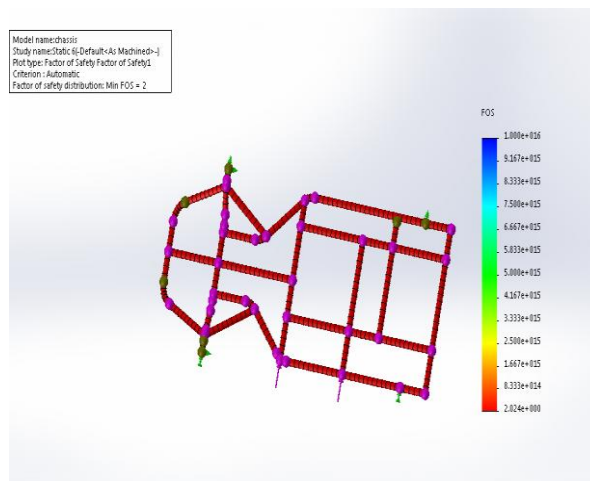 Model name:chassis
Study name:Static 6(-Default<As Machined>-)
Plot type: Factor of Safety Factor of Safety1
Criterion : Automatic
Factor of safety distribution: Min FOS = 2
FOS
1.000e+016
9.167e+015
8.333e+015
7.500e+015
6.667e+015
5.833e+015
5.000e+015
4.167e+015
3.333e+015
2.500e+015
1.667e+015
8.333e+014
2.024e+000